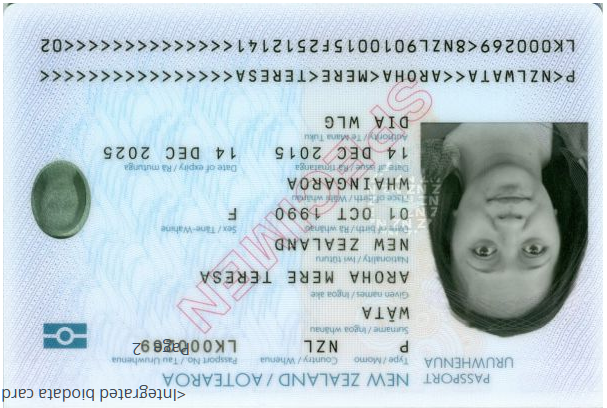 <Integrated biodata card
PASSPORT
URUWHENUA
NEW ZEALAND / AOTEAROA
Type / Momo
Country / Whenua
Passport No. / Tau Uruwhenua
P
NZL
LK000269
Page 2
Surname / Ingoa whānau
WĀTA
Given names / Ingoa ake
AROHA MERE TERESA
Nationality / Iwi tūturu
NEW ZEALAND
Date of birth / Rā whānau
Sex / Tāne-Wahine
01 OCT 1990
F
Place of birth / Wāhi whānau
WHAINGAROA
Date of issue / Rā timatanga
Date of expiry / Rā mutunga
14 DEC 2015
14 DEC 2025
Authority / Te Mana Tuku
DIA WLG
SPECIMEN
P<NZLWATA<<AROHA<MERE<TERESA<<<<<<<<<<<<<<<<
LK000269<8NZL9010015F2512141<<<<<<<<<<<<<<02